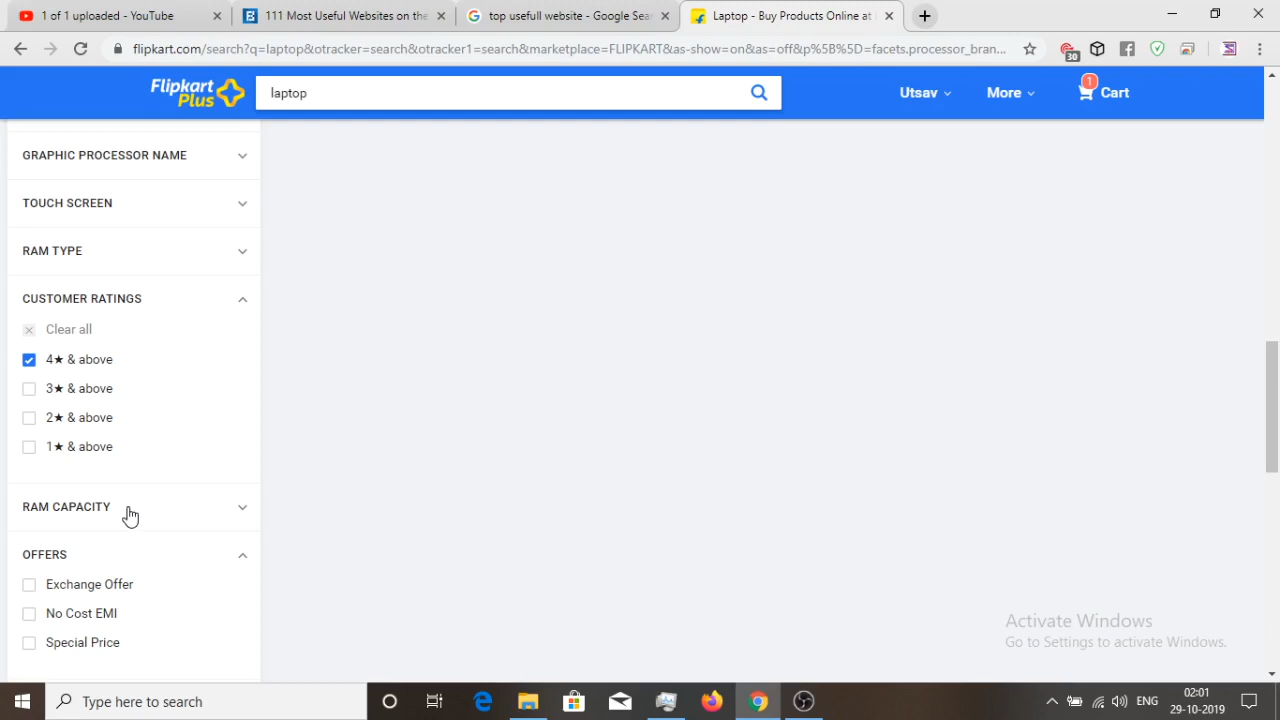 1 of 1 uploaded - YouTube
111 Most Useful Websites on the
top usefull website - Google Sear
Laptop - Buy Products Online at
flipkart.com/search?q=laptop&otracker=search&otracker1=search&marketplace=FLIPKART&as-show=on&as=off&p%5B%5D=facets.processor_bran...
30
Flipkart
Plus
laptop
Utsav
More
1
Cart
GRAPHIC PROCESSOR NAME
TOUCH SCREEN
RAM TYPE
CUSTOMER RATINGS
Clear all
4★ & above
3★ & above
2★ & above
1★ & above
RAM CAPACITY
OFFERS
Exchange Offer
No Cost EMI
Special Price
Activate Windows
Go to Settings to activate Windows.
Type here to search
ENG
02:01
29-10-2019